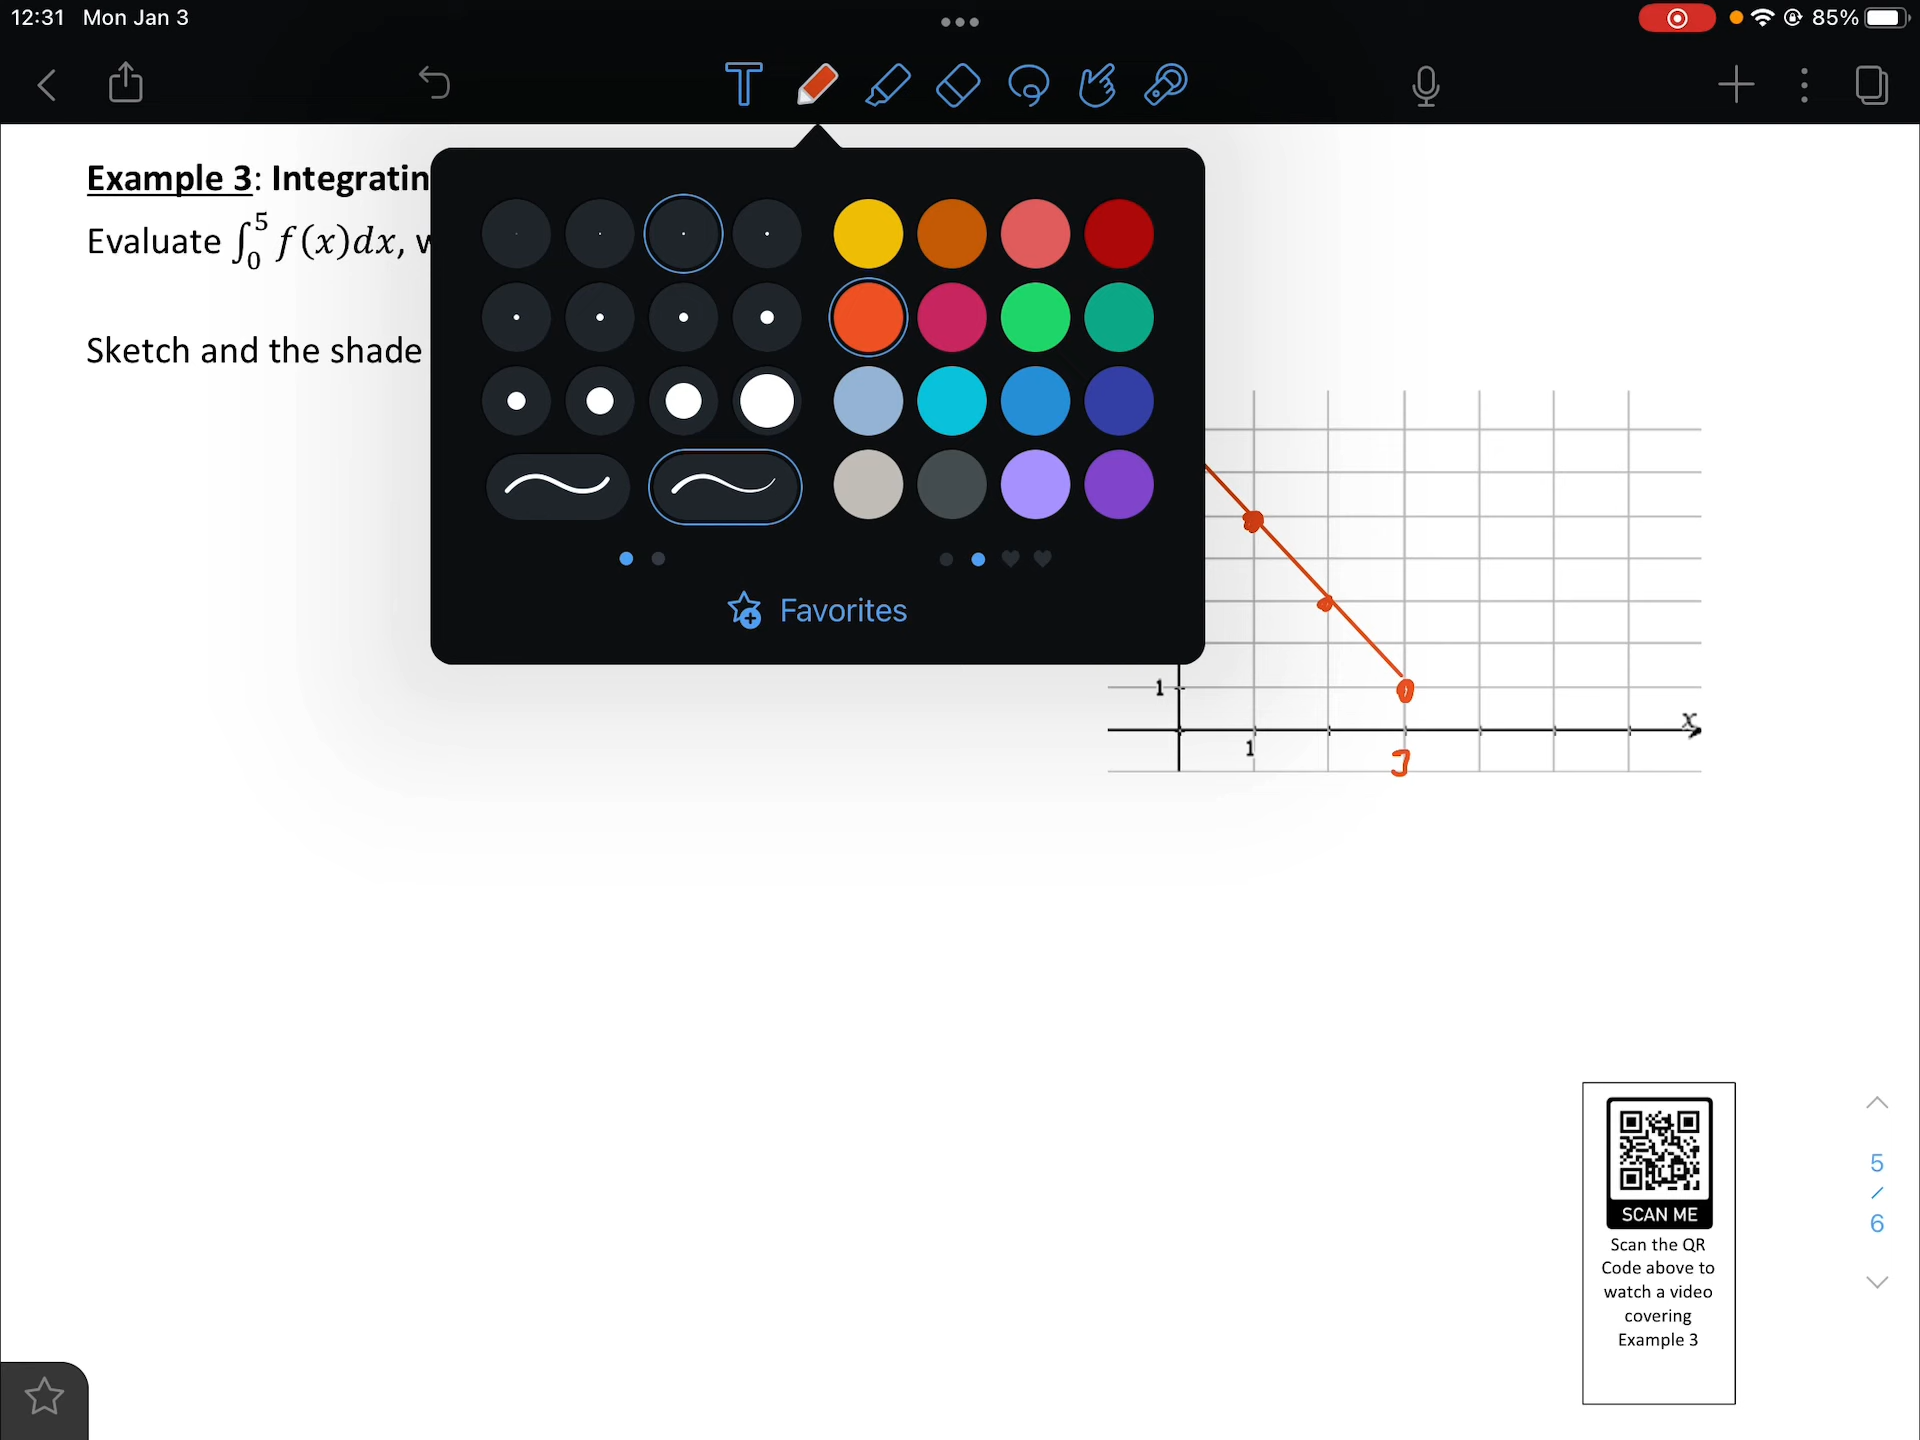 12:31 Mon Jan 3
85%
T
Example 3: Integratin
Evaluate ∫₀⁵ f(x)dx, w
Sketch and the shade
Favorites
1
x
1
3
SCAN ME
Scan the QR
Code above to
watch a video
covering
Example 3
5
/
6